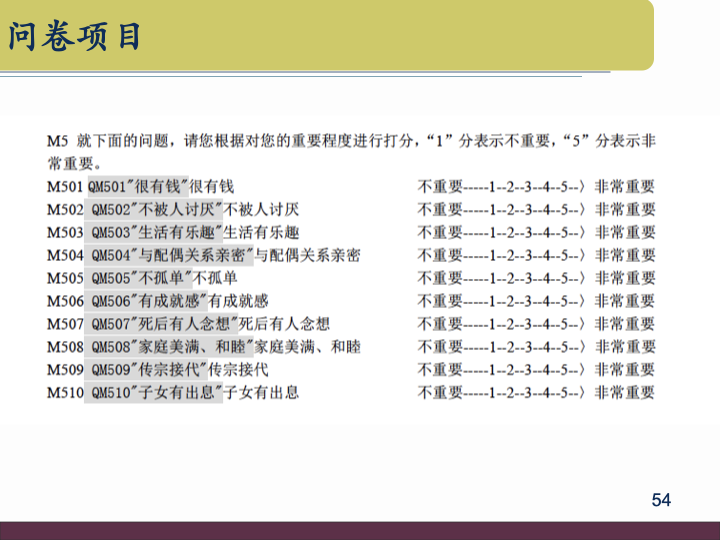 问卷项目
M5 就下面的问题，请您根据对您的重要程度进行打分，“1”分表示不重要，“5”分表示非
常重要。
M501 QM501"很有钱"很有钱 不重要-----1--2--3--4--5--〉非常重要
M502 QM502"不被人讨厌"不被人讨厌 不重要-----1--2--3--4--5--〉非常重要
M503 QM503"生活有乐趣"生活有乐趣 不重要-----1--2--3--4--5--〉非常重要
M504 QM504"与配偶关系亲密"与配偶关系亲密 不重要-----1--2--3--4--5--〉非常重要
M505 QM505"不孤单"不孤单 不重要-----1--2--3--4--5--〉非常重要
M506 QM506"有成就感"有成就感 不重要-----1--2--3--4--5--〉非常重要
M507 QM507"死后有人念想"死后有人念想 不重要-----1--2--3--4--5--〉非常重要
M508 QM508"家庭美满、和睦"家庭美满、和睦 不重要-----1--2--3--4--5--〉非常重要
M509 QM509"传宗接代"传宗接代 不重要-----1--2--3--4--5--〉非常重要
M510 QM510"子女有出息"子女有出息 不重要-----1--2--3--4--5--〉非常重要
54